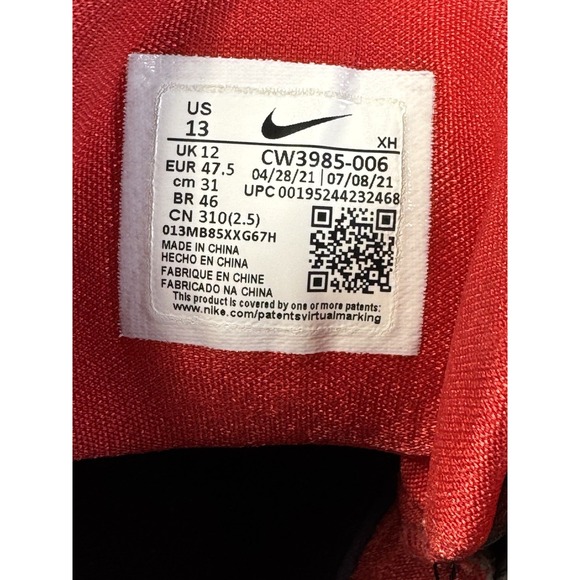 US
13
XH
UK 12
EUR 47.5
cm 31
BR 46
CN 310(2.5)
CW3985-006
04/28/21 | 07/08/21
UPC 00195244232468
013MB85XXG67H
MADE IN CHINA
HECHO EN CHINA
FABRIQUE EN CHINE
FABRICADO NA CHINA
This product is covered by one or more patents:
www.nike.com/patentsvirtualmarking